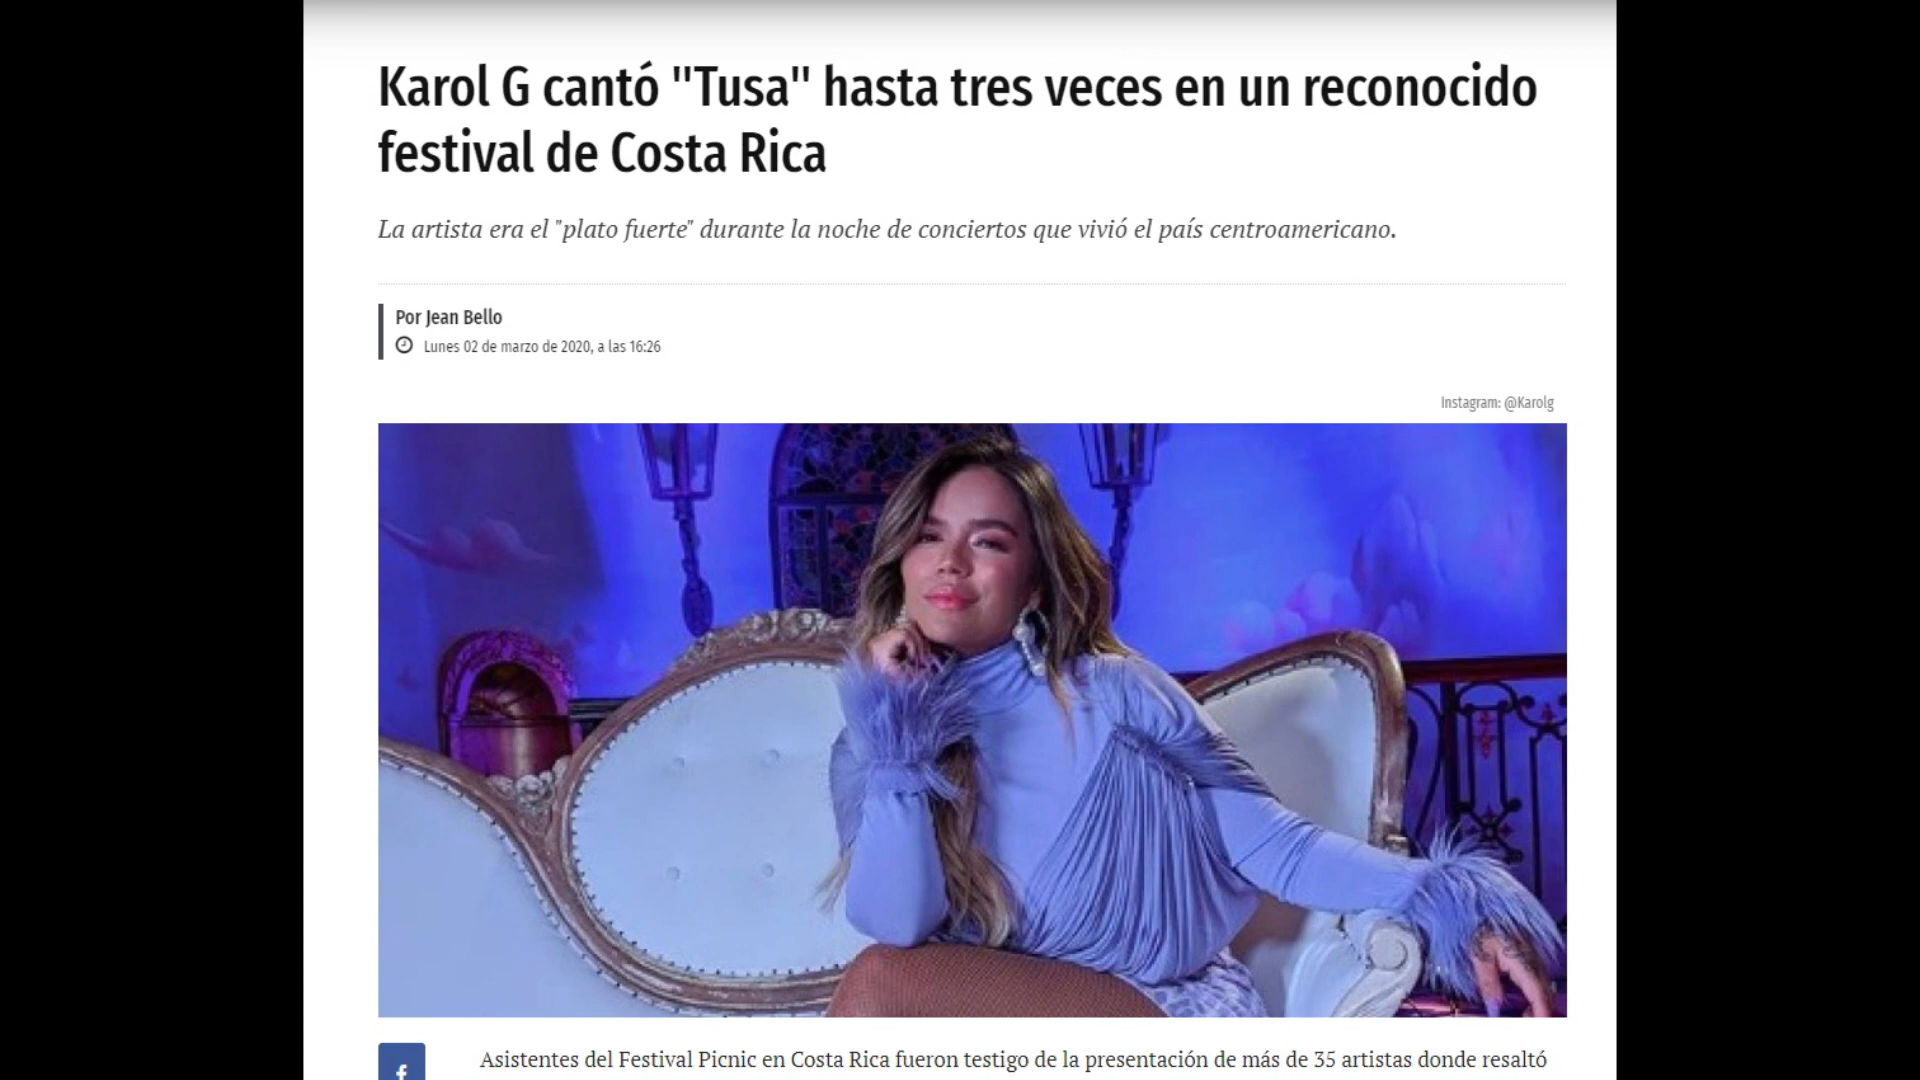 Karol G cantó "Tusa" hasta tres veces en un reconocido
festival de Costa Rica
La artista era el "plato fuerte" durante la noche de conciertos que vivió el país centroamericano.
Por Jean Bello
Lunes 02 de marzo de 2020, a las 16:26
Instagram: @Karolg
f
Asistentes del Festival Picnic en Costa Rica fueron testigo de la presentación de más de 35 artistas donde resaltó